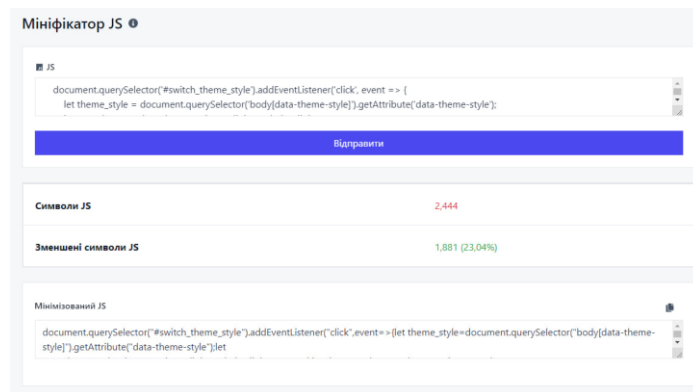 Мініфікатор JS
JS
document.querySelector('#switch_theme_style').addEventListener('click', event => {
let theme_style = document.querySelector('body[data-theme-style]').getAttribute('data-theme-style');
Відправити
Символи JS 2,444
Зменшені символи JS 1,881 (23,04%)
Мінімізований JS
document.querySelector("#switch_theme_style").addEventListener("click",event=>{let theme_style=document.querySelector("body[data-theme-
style]").getAttribute("data-theme-style");let